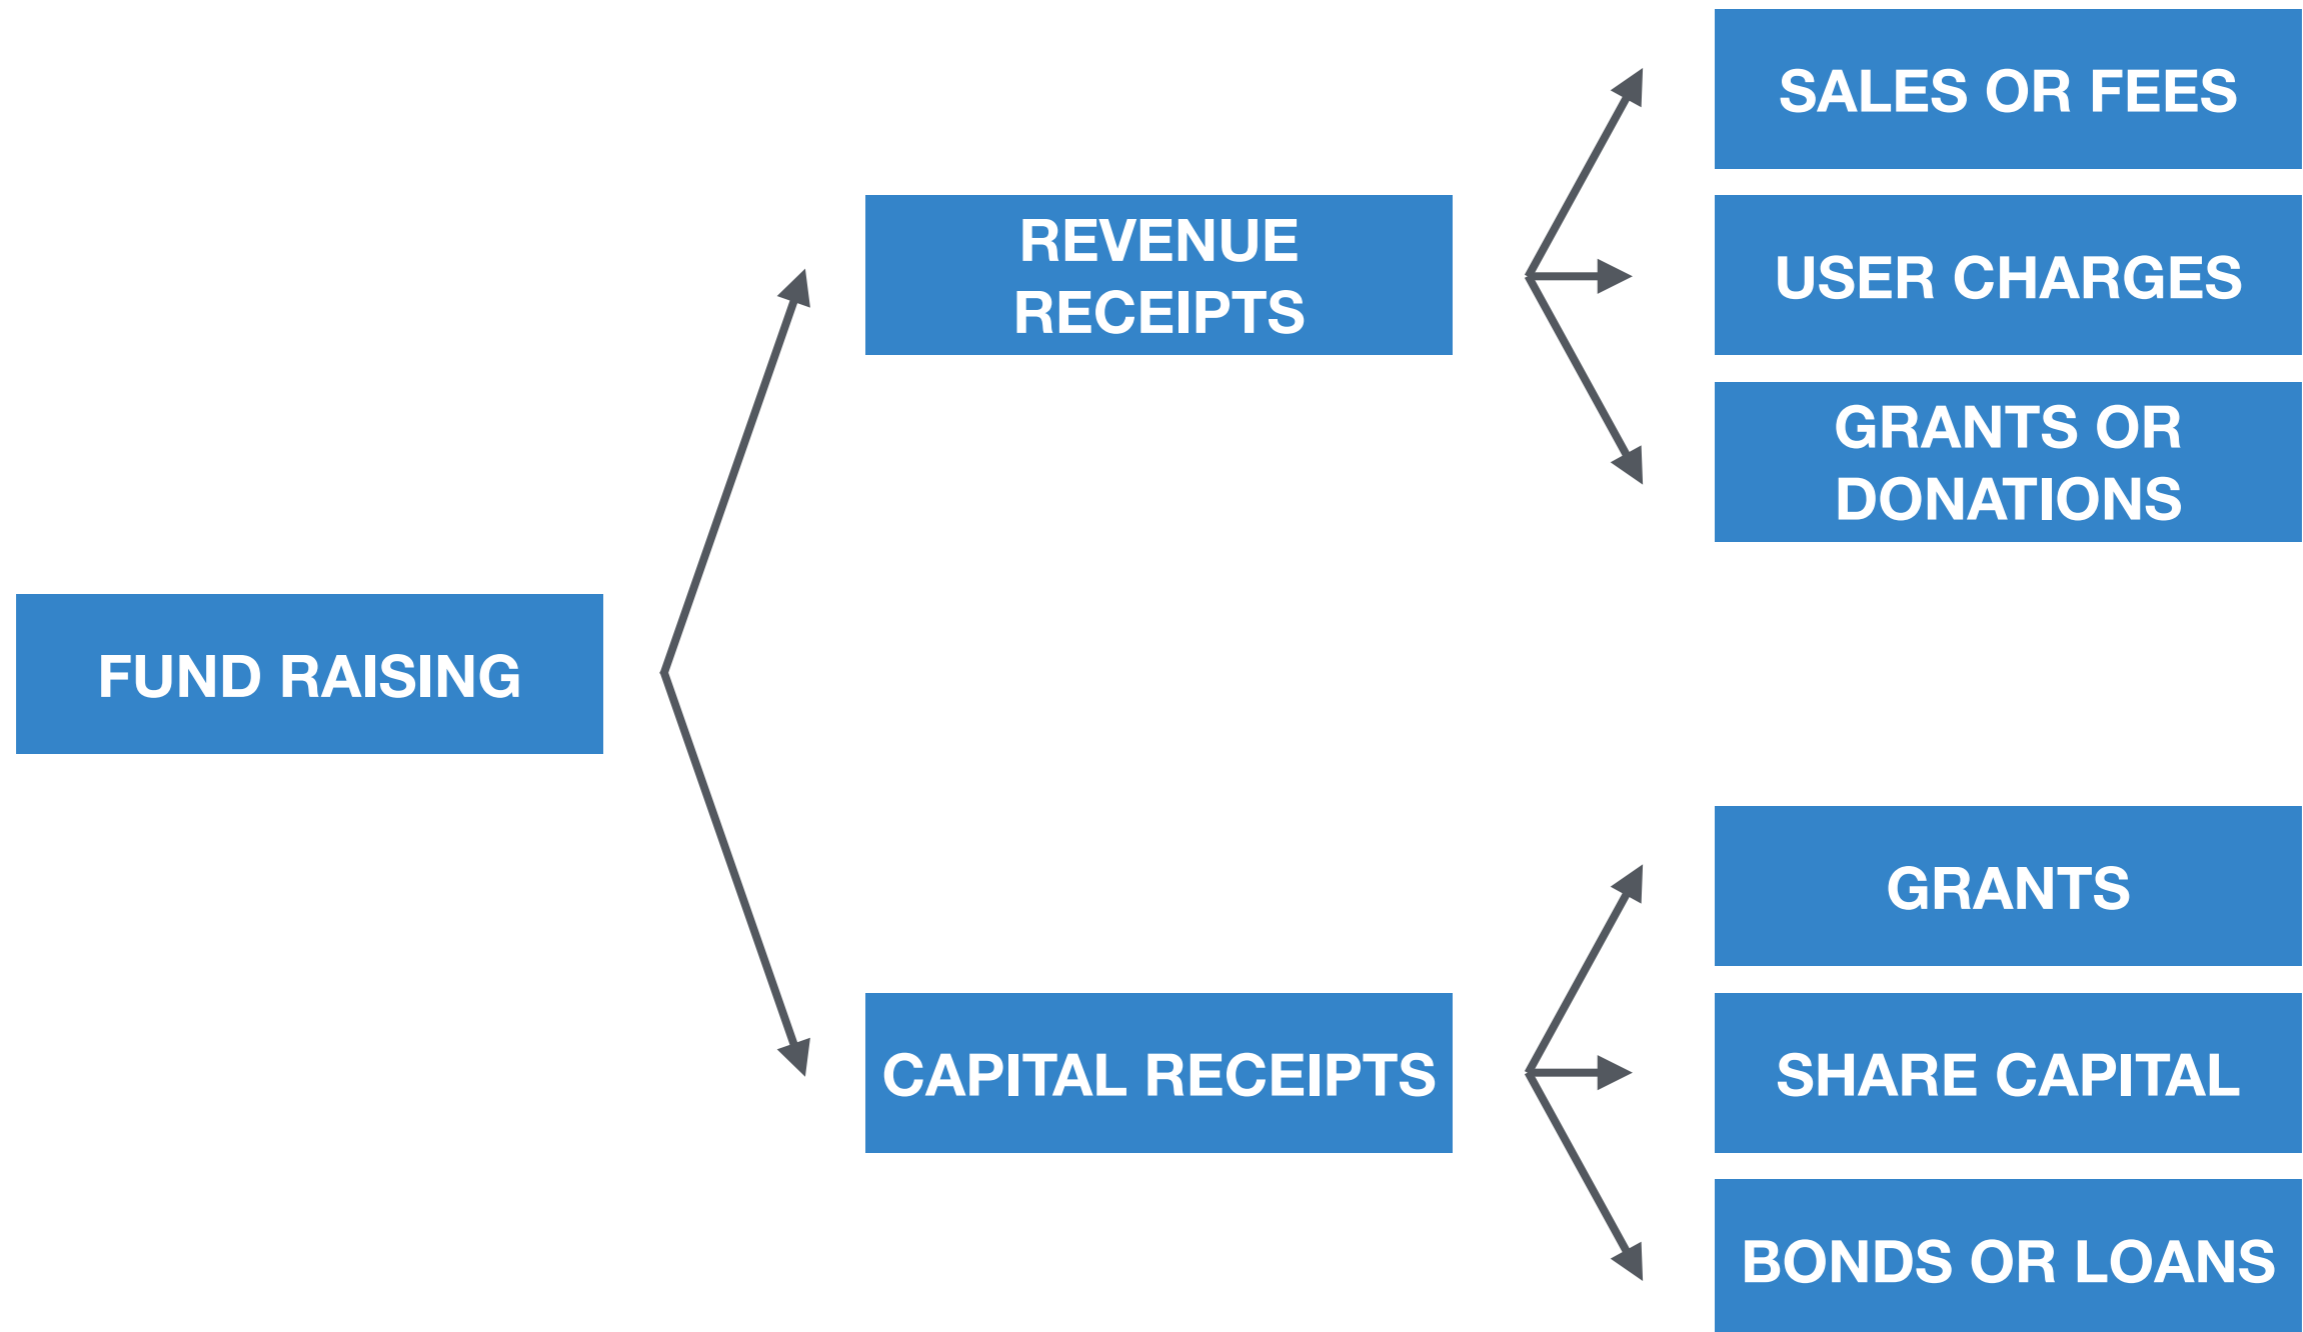 FUND RAISING
REVENUE
RECEIPTS
SALES OR FEES
USER CHARGES
GRANTS OR
DONATIONS
CAPITAL RECEIPTS
GRANTS
SHARE CAPITAL
BONDS OR LOANS